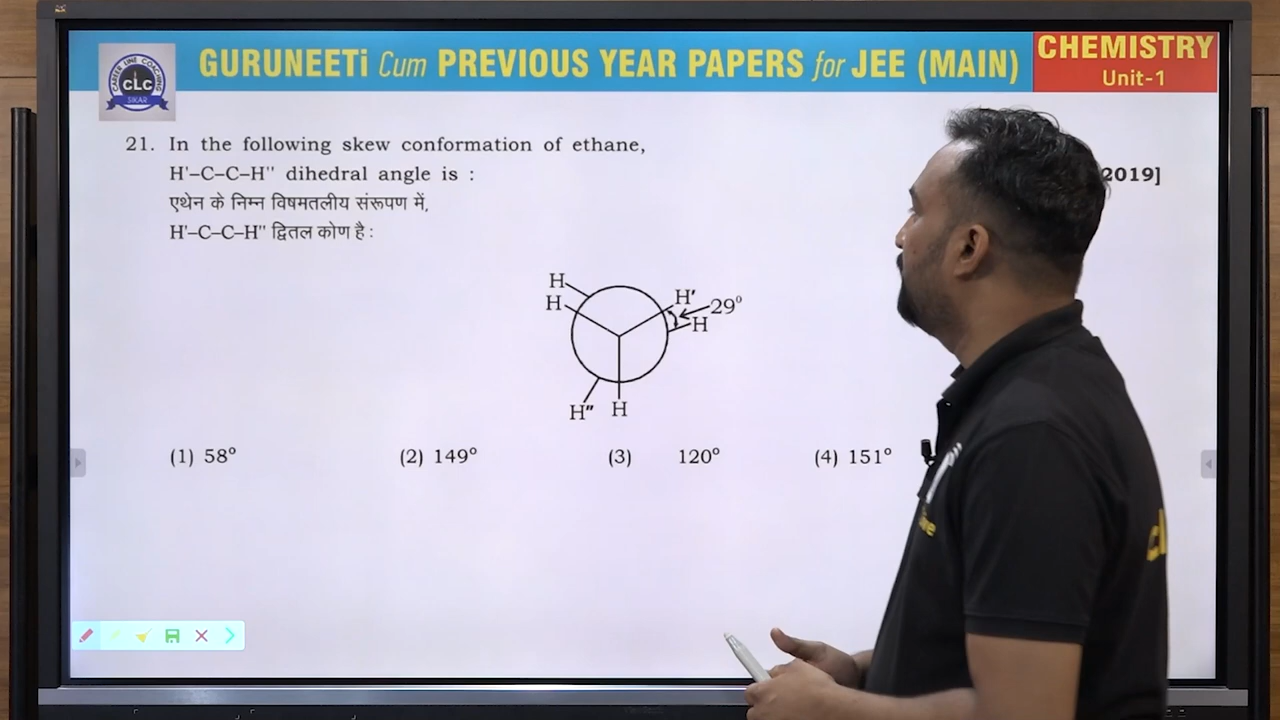 GURUNEETi Cum PREVIOUS YEAR PAPERS for JEE (MAIN)
CHEMISTRY
Unit-1
CAREER LINE COACHING
CLC
SIKAR
21. In the following skew conformation of ethane,
H'–C–C–H'' dihedral angle is :
2019]
एथेन के निम्न विषमतलीय संरूपण में,
H'–C–C–H'' द्वितल कोण है :
H
H
H'
29⁰
H
H''
H
(1) 58°
(2) 149°
(3) 120°
(4) 151°